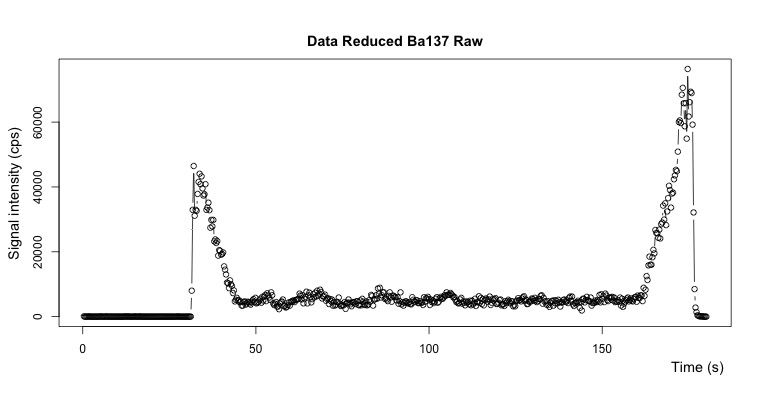 Data Reduced Ba137 Raw
Signal intensity (cps)
60000
40000
20000
0
0 50 100 150
Time (s)